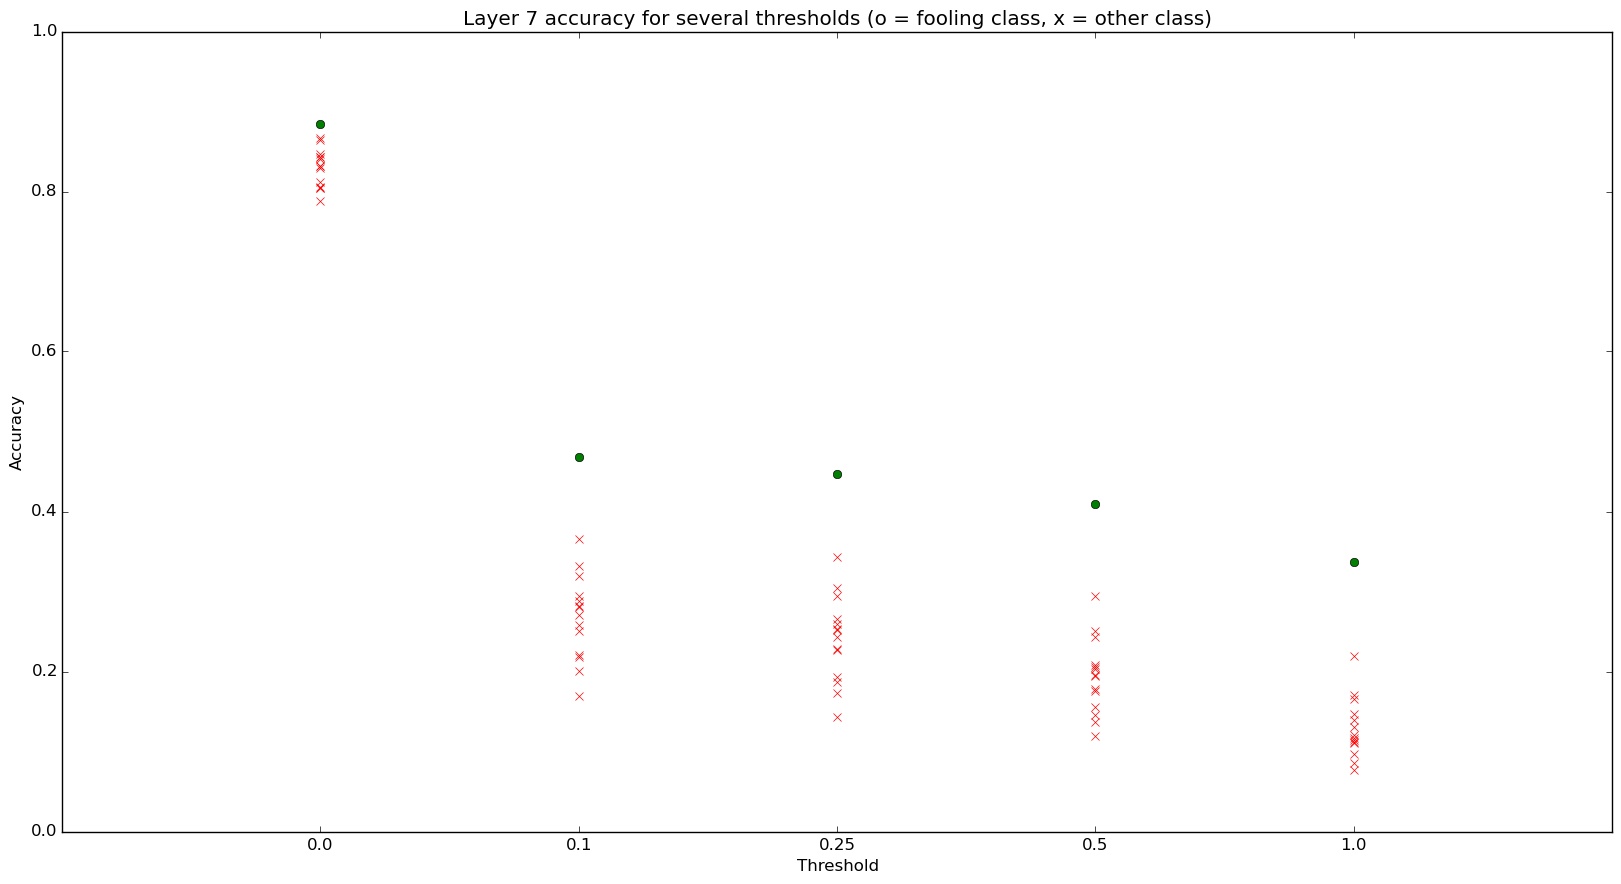 Layer 7 accuracy for several thresholds (o = fooling class, x = other class)
1.0
0.8
0.6
0.4
0.2
0.0
Accuracy
0.0 0.1 0.25 0.5 1.0
Threshold